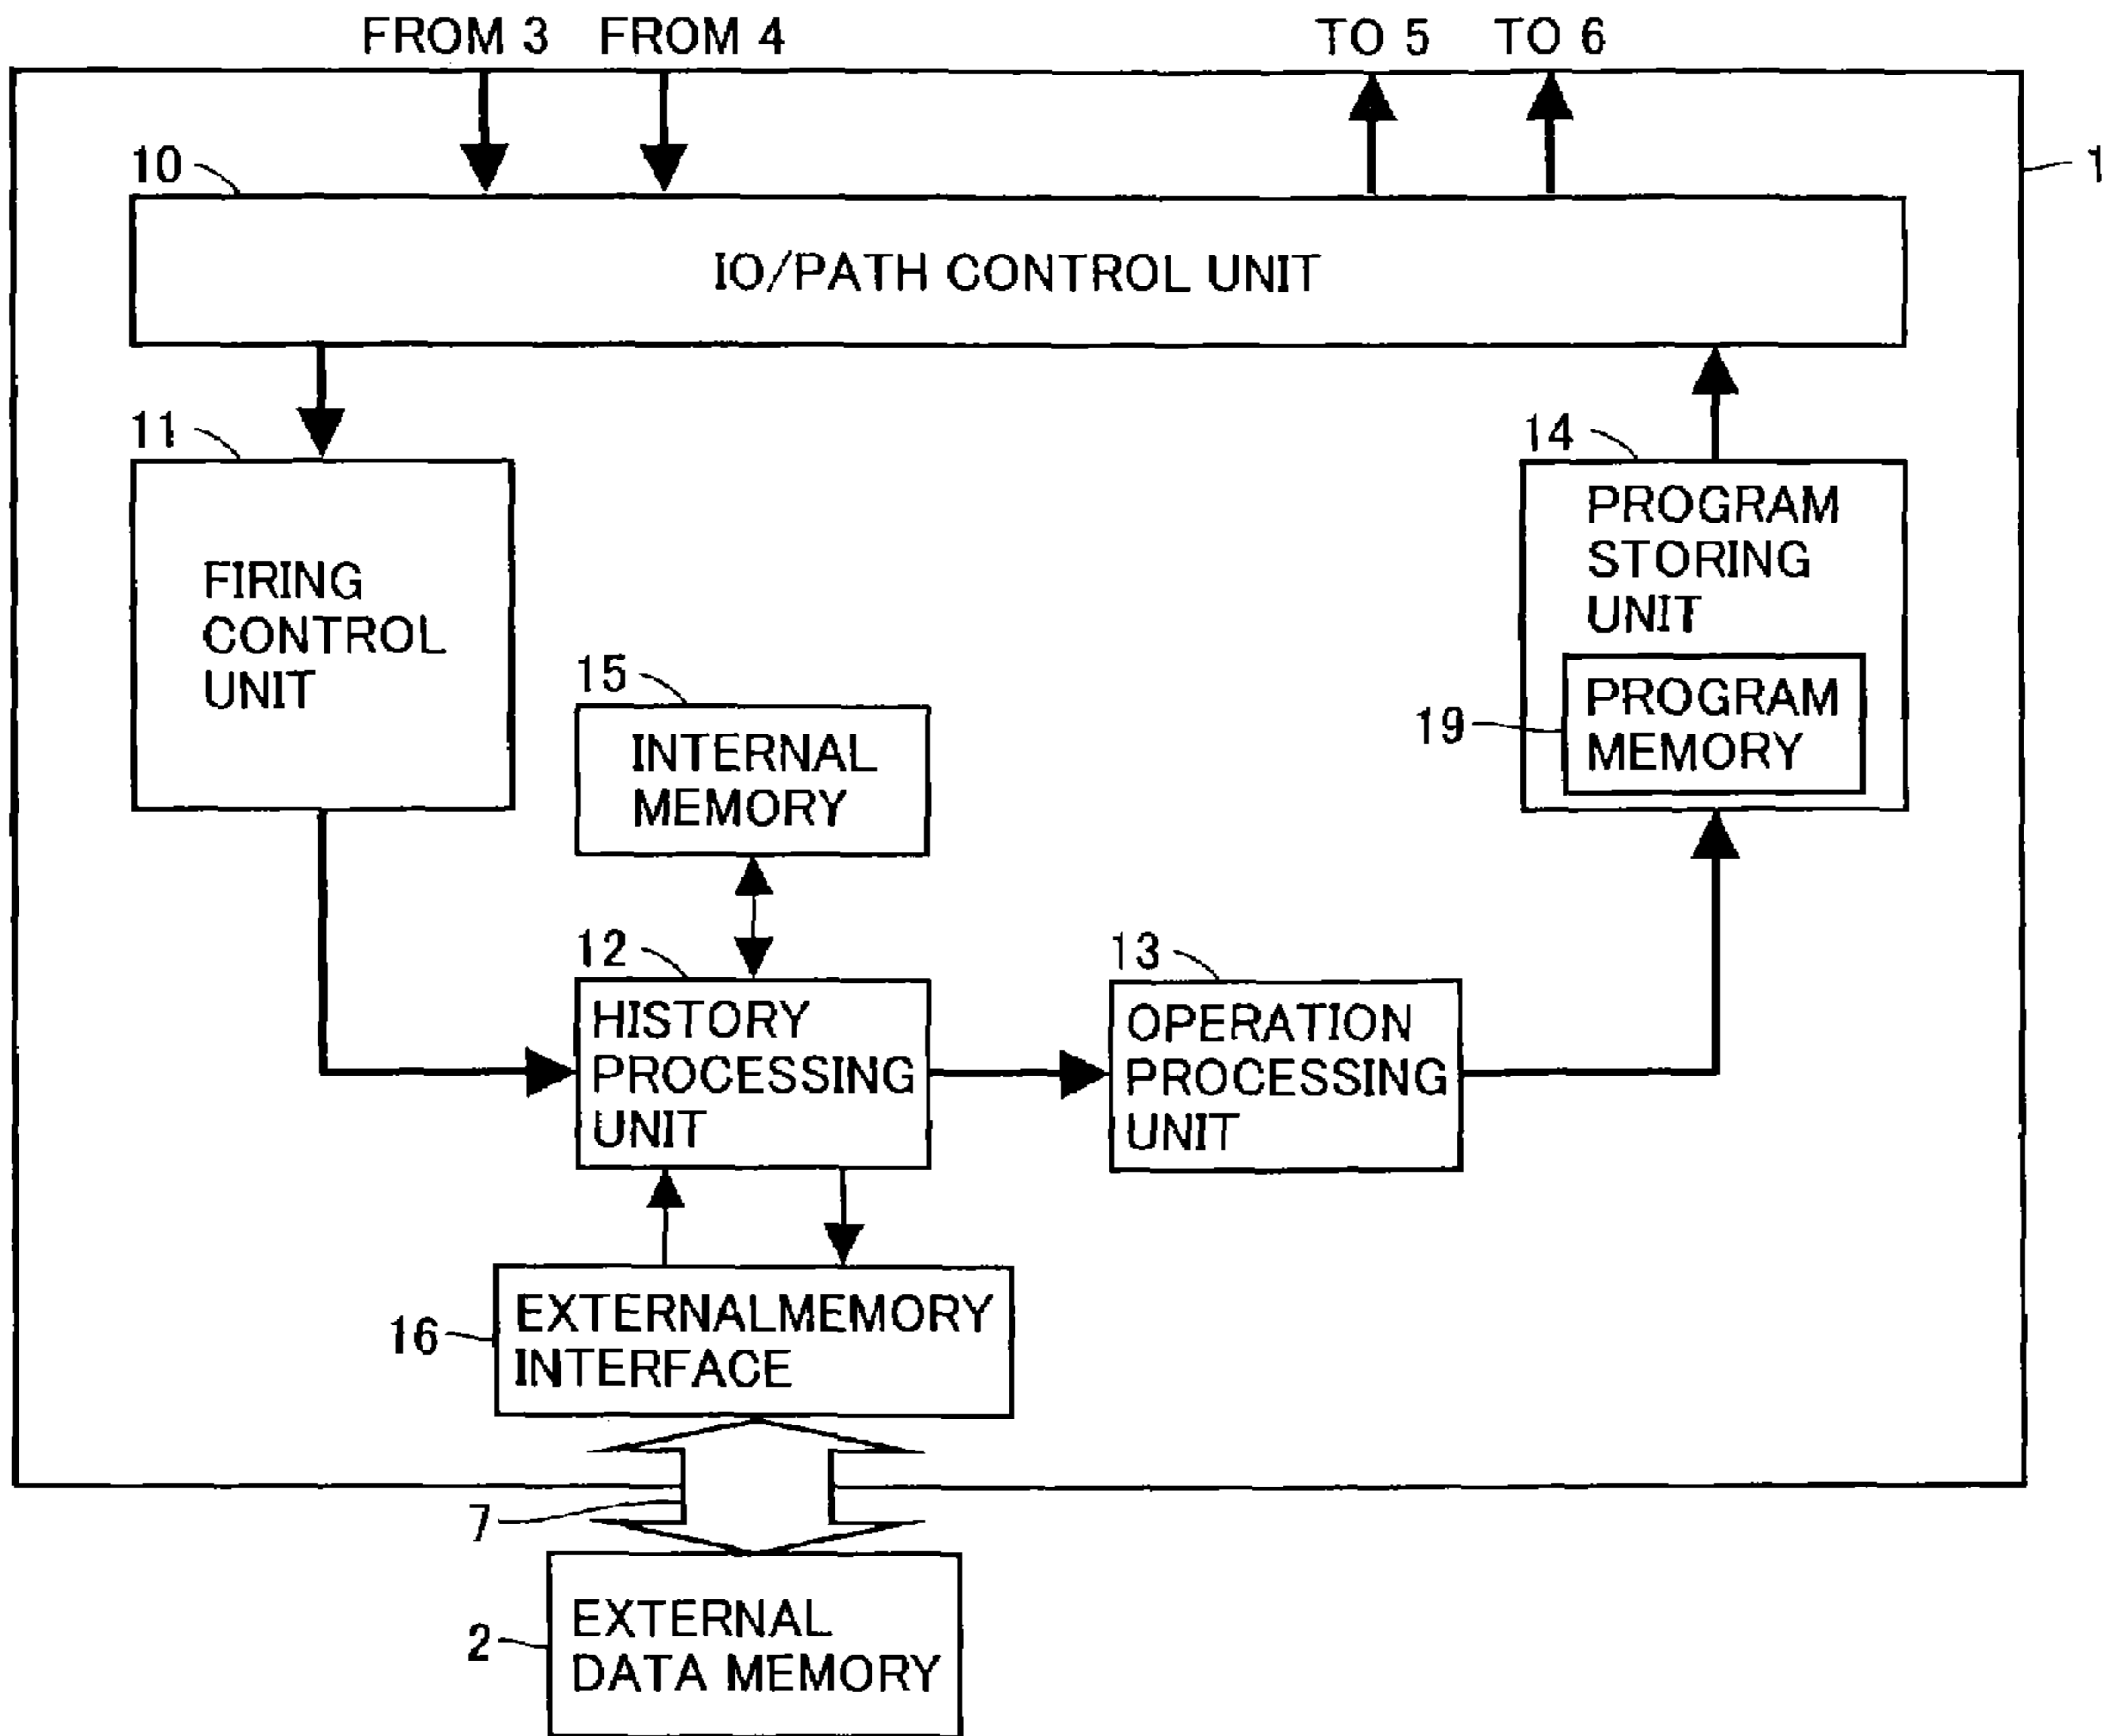 FROM 3 FROM 4 TO 5 TO 6
1
10
IO/PATH CONTROL UNIT
11
FIRING
CONTROL
UNIT
14
PROGRAM
STORING
UNIT
19
PROGRAM
MEMORY
15
INTERNAL
MEMORY
12
HISTORY
PROCESSING
UNIT
13
OPERATION
PROCESSING
UNIT
16
EXTERNALMEMORY
INTERFACE
7
2
EXTERNAL
DATA MEMORY